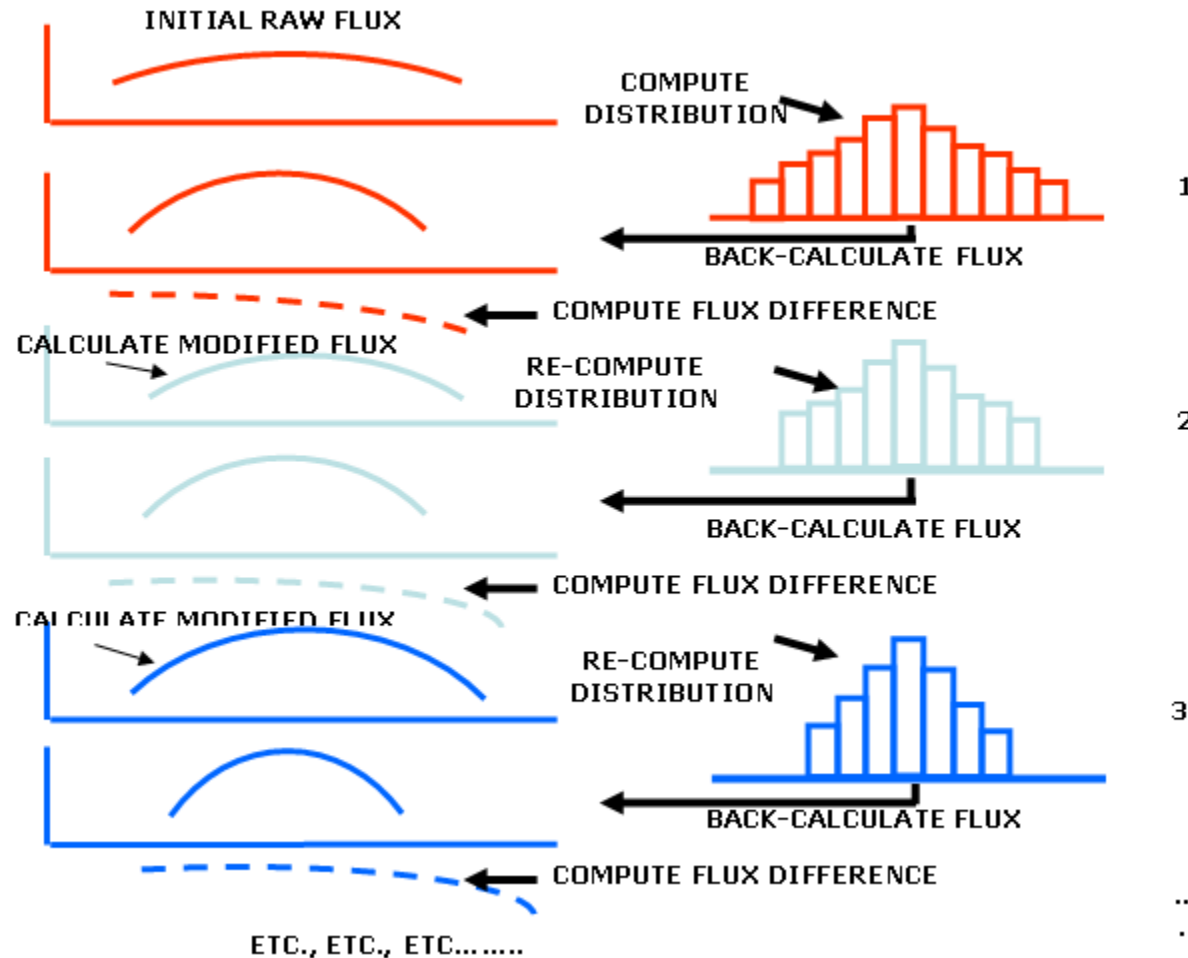 INITIAL RAW FLUX
COMPUTE
DISTRIBUTION
1
BACK-CALCULATE FLUX
COMPUTE FLUX DIFFERENCE
CALCULATE MODIFIED FLUX
RE-COMPUTE
DISTRIBUTION
2
BACK-CALCULATE FLUX
COMPUTE FLUX DIFFERENCE
CALCULATE MODIFIED FLUX
RE-COMPUTE
DISTRIBUTION
3
BACK-CALCULATE FLUX
COMPUTE FLUX DIFFERENCE
..
.
ETC., ETC., ETC........